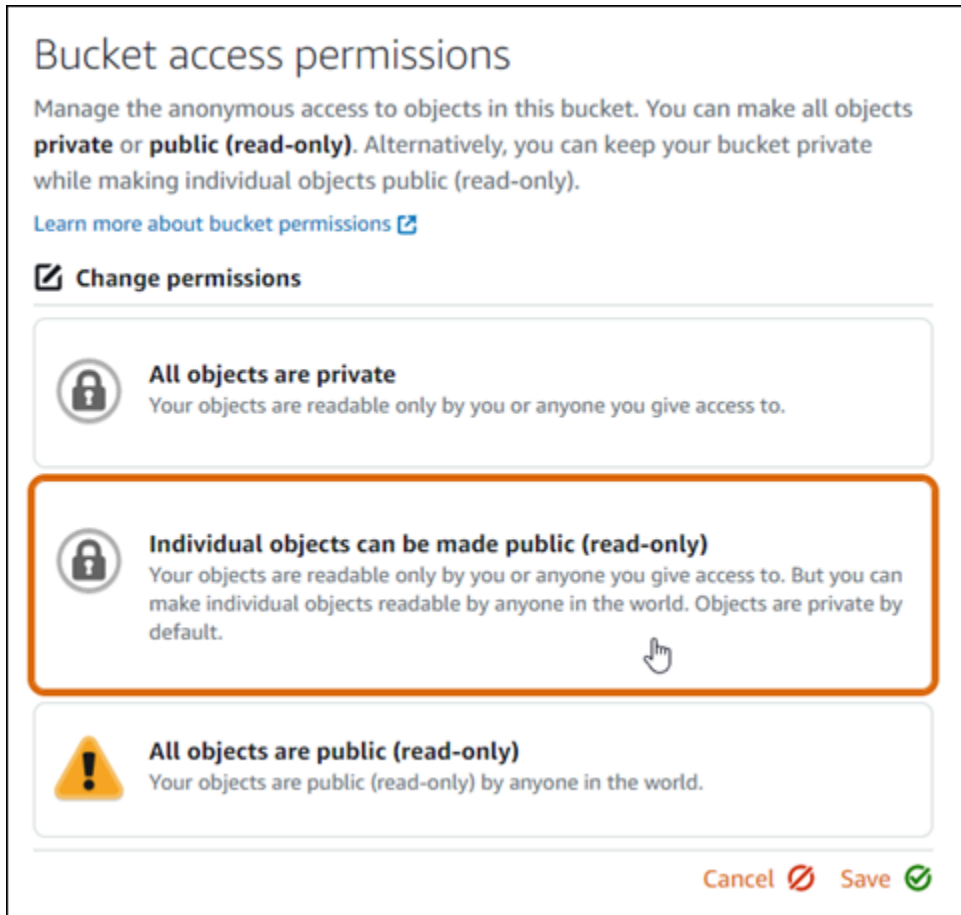 Bucket access permissions
Manage the anonymous access to objects in this bucket. You can make all objects
private or public (read-only). Alternatively, you can keep your bucket private
while making individual objects public (read-only).
Learn more about bucket permissions
Change permissions
All objects are private
Your objects are readable only by you or anyone you give access to.
Individual objects can be made public (read-only)
Your objects are readable only by you or anyone you give access to. But you can
make individual objects readable by anyone in the world. Objects are private by
default.
All objects are public (read-only)
Your objects are public (read-only) by anyone in the world.
Cancel Save